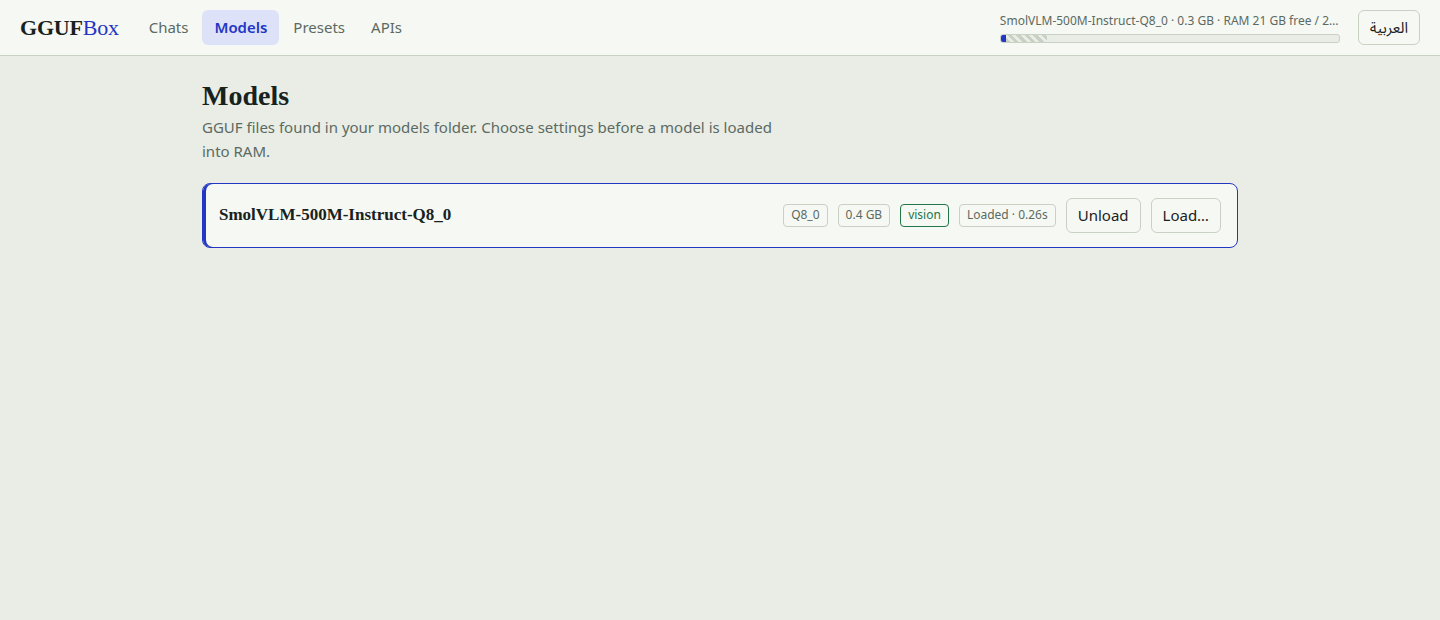 GGUFBox
Chats
Models
Presets
APIs
SmolVLM-500M-Instruct-Q8_0 · 0.3 GB · RAM 21 GB free / 2...
العربية
Models
GGUF files found in your models folder. Choose settings before a model is loaded
into RAM.
SmolVLM-500M-Instruct-Q8_0
Q8_0
0.4 GB
vision
Loaded · 0.26s
Unload
Load...